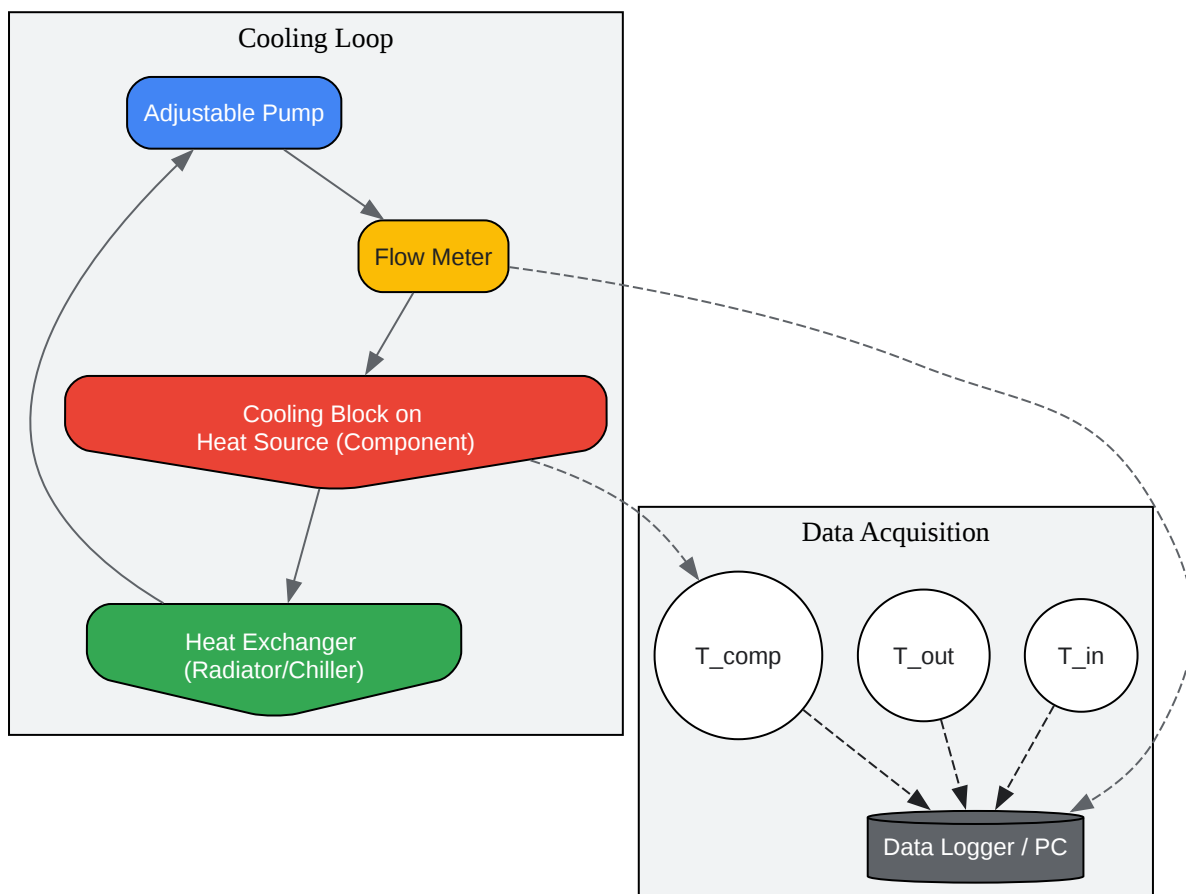 Cooling Loop
Adjustable Pump
Flow Meter
Cooling Block on
Heat Source (Component)
Heat Exchanger
(Radiator/Chiller)
Data Acquisition
T_comp
T_out
T_in
Data Logger / PC